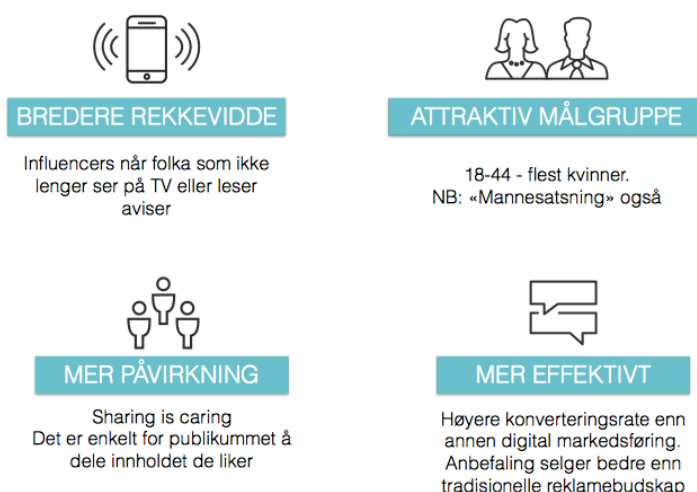 BREDERE REKKEVIDDE
Influencers når folka som ikke
lenger ser på TV eller leser
aviser
ATTRAKTIV MÅLGRUPPE
18-44 - flest kvinner.
NB: «Mannesatsning» også
MER PÅVIRKNING
Sharing is caring
Det er enkelt for publikummet å
dele innholdet de liker
MER EFFEKTIVT
Høyere konverteringsrate enn
annen digital markedsføring.
Anbefaling selger bedre enn
tradisjonelle reklamebudskap